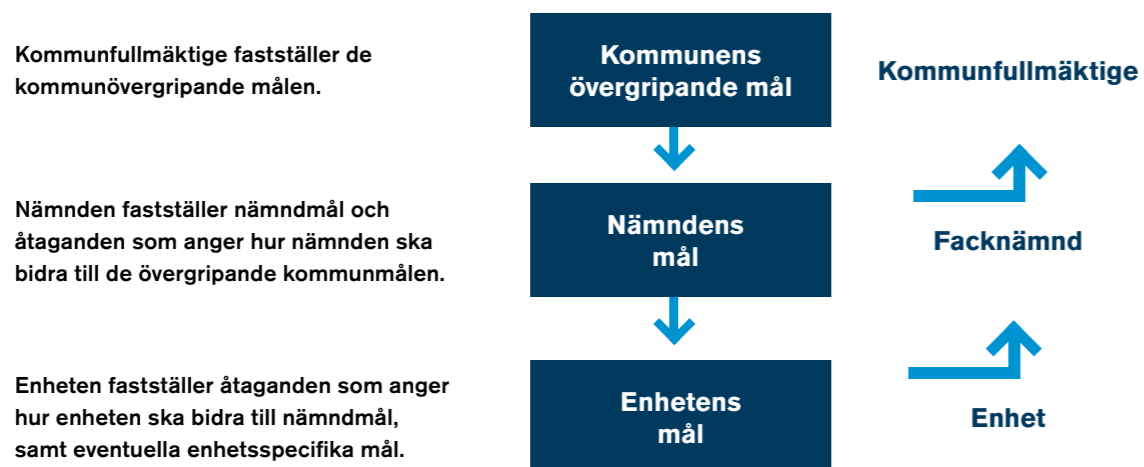 Kommunfullmäktige fastställer de
kommunövergripande målen.
Kommunens
övergripande mål
Kommunfullmäktige
Nämnden fastställer nämndmål och
åtaganden som anger hur nämnden ska
bidra till de övergripande kommunmålen.
Nämndens
mål
Facknämnd
Enheten fastställer åtaganden som anger
hur enheten ska bidra till nämndmål,
samt eventuella enhetsspecifika mål.
Enhetens
mål
Enhet